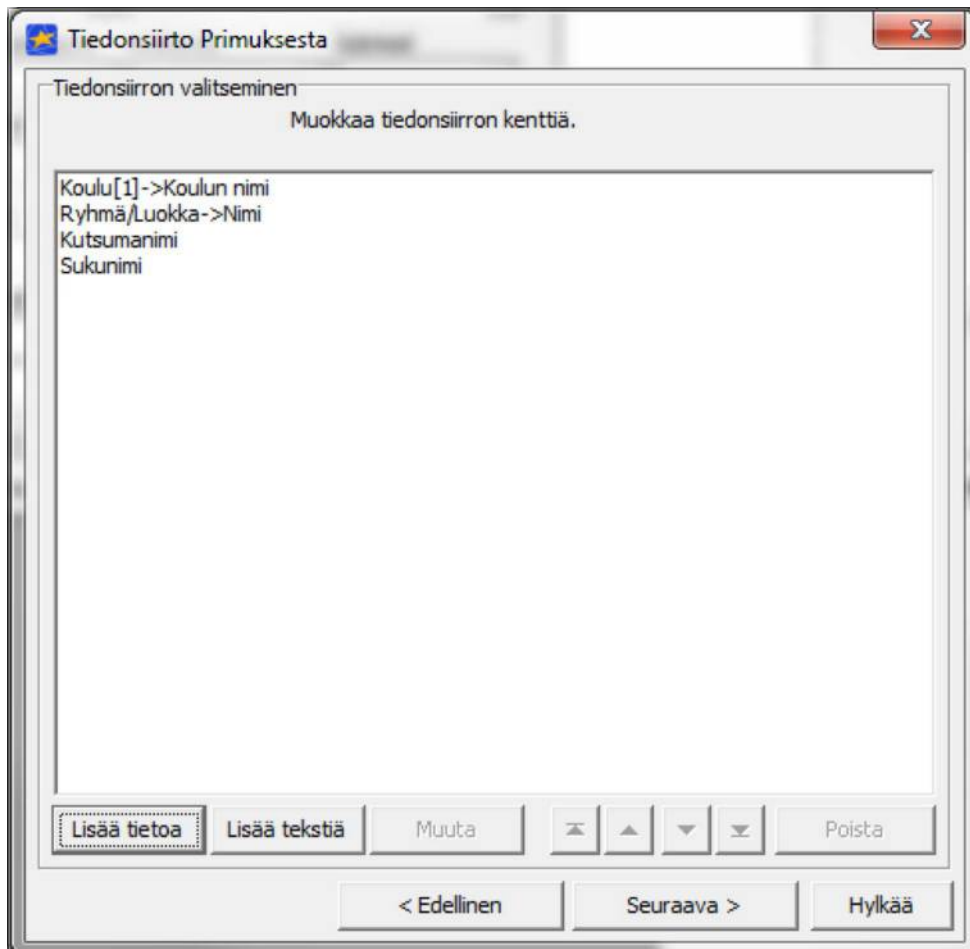 Tiedonsiirto Primuksesta
Tiedonsiirron valitseminen
Muokkaa tiedonsiirron kenttiä.
Koulu[1]->Koulun nimi
Ryhmä/Luokka->Nimi
Kutsumanimi
Sukunimi
Lisää tietoa Lisää tekstiä Muuta Poista
< Edellinen Seuraava > Hylkää